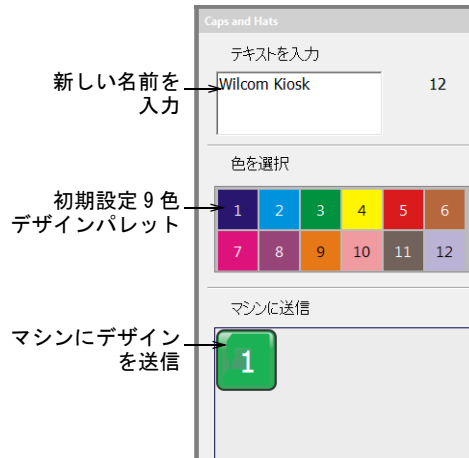 Caps and Hats
テキストを入力
新しい名前を
入力
Wilcom Kiosk
12
色を選択
初期設定9色
デザインパレット
1 2 3 4 5 6
7 8 9 10 11 12
マシンに送信
マシンにデザイン
を送信
1